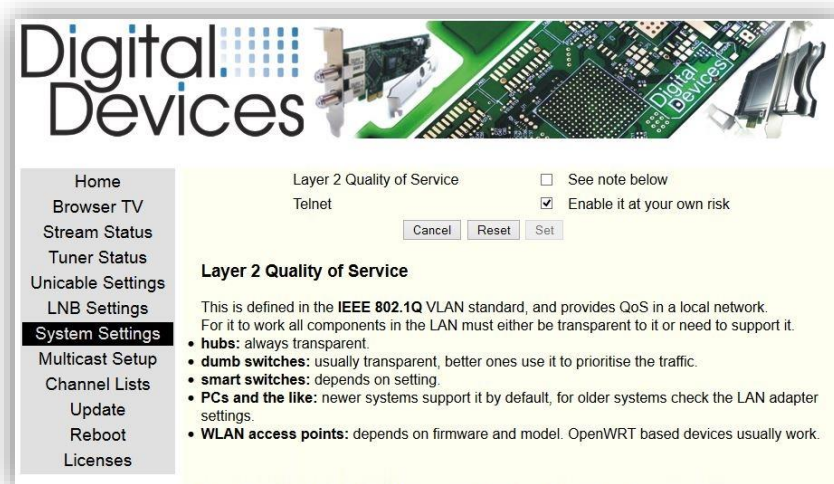 Digital
Devices
Digital
Devices
Home
Browser TV
Stream Status
Tuner Status
Unicable Settings
LNB Settings
System Settings
Multicast Setup
Channel Lists
Update
Reboot
Licenses
Layer 2 Quality of Service See note below
Telnet Enable it at your own risk
Cancel Reset Set
Layer 2 Quality of Service
This is defined in the IEEE 802.1Q VLAN standard, and provides QoS in a local network.
For it to work all components in the LAN must either be transparent to it or need to support it.
• hubs: always transparent.
• dumb switches: usually transparent, better ones use it to prioritise the traffic.
• smart switches: depends on setting.
• PCs and the like: newer systems support it by default, for older systems check the LAN adapter
settings.
• WLAN access points: depends on firmware and model. OpenWRT based devices usually work.